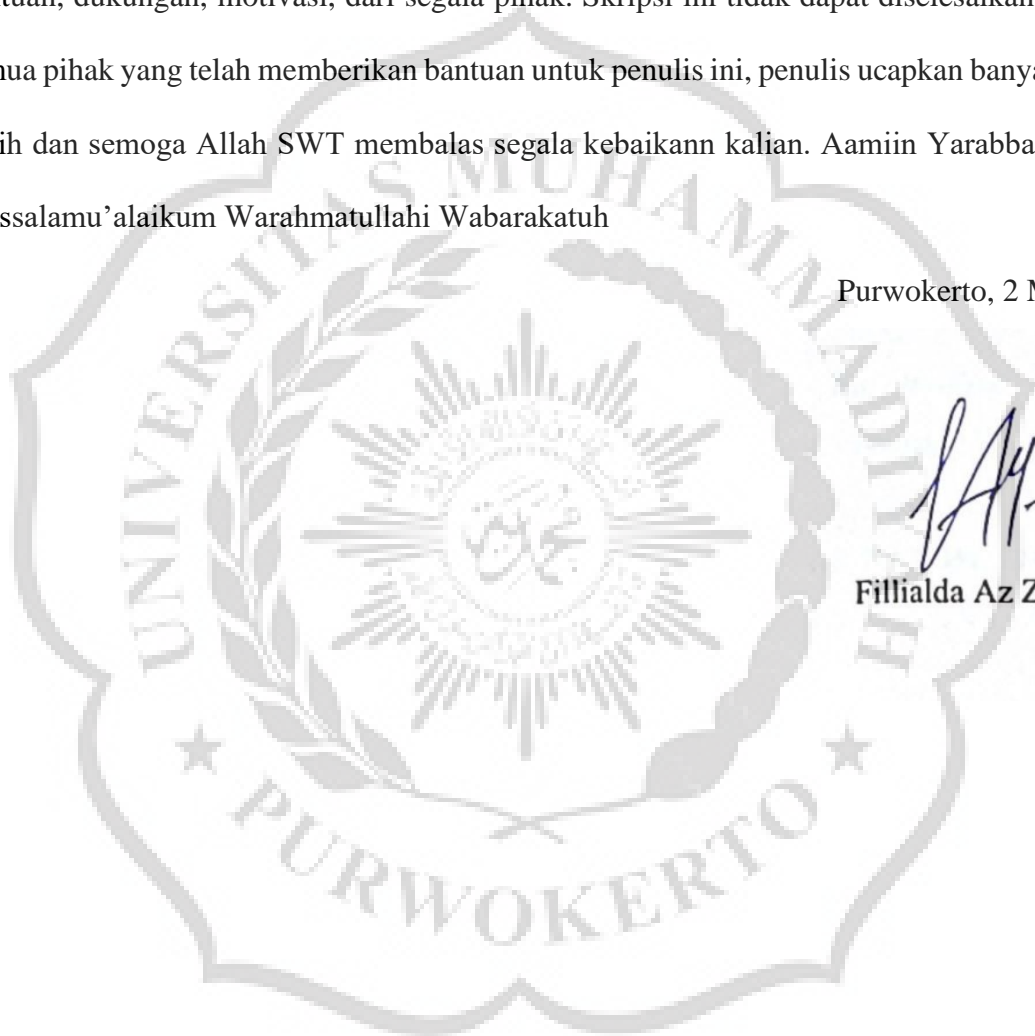 tuan, dukungan, motivasi, dari segala pihak. Skripsi ini tidak dapat diselesaikan
nua pihak yang telah memberikan bantuan untuk penulis ini, penulis ucapkan banya
ih dan semoga Allah SWT membalas segala kebaikann kalian. Aamiin Yarabba
ssalamu’alaikum Warahmatullahi Wabarakatuh
Purwokerto, 2 M
Fillialda Az Z
UNIVERSITAS MUHAMMADIYAH
★ PURWOKERTO ★